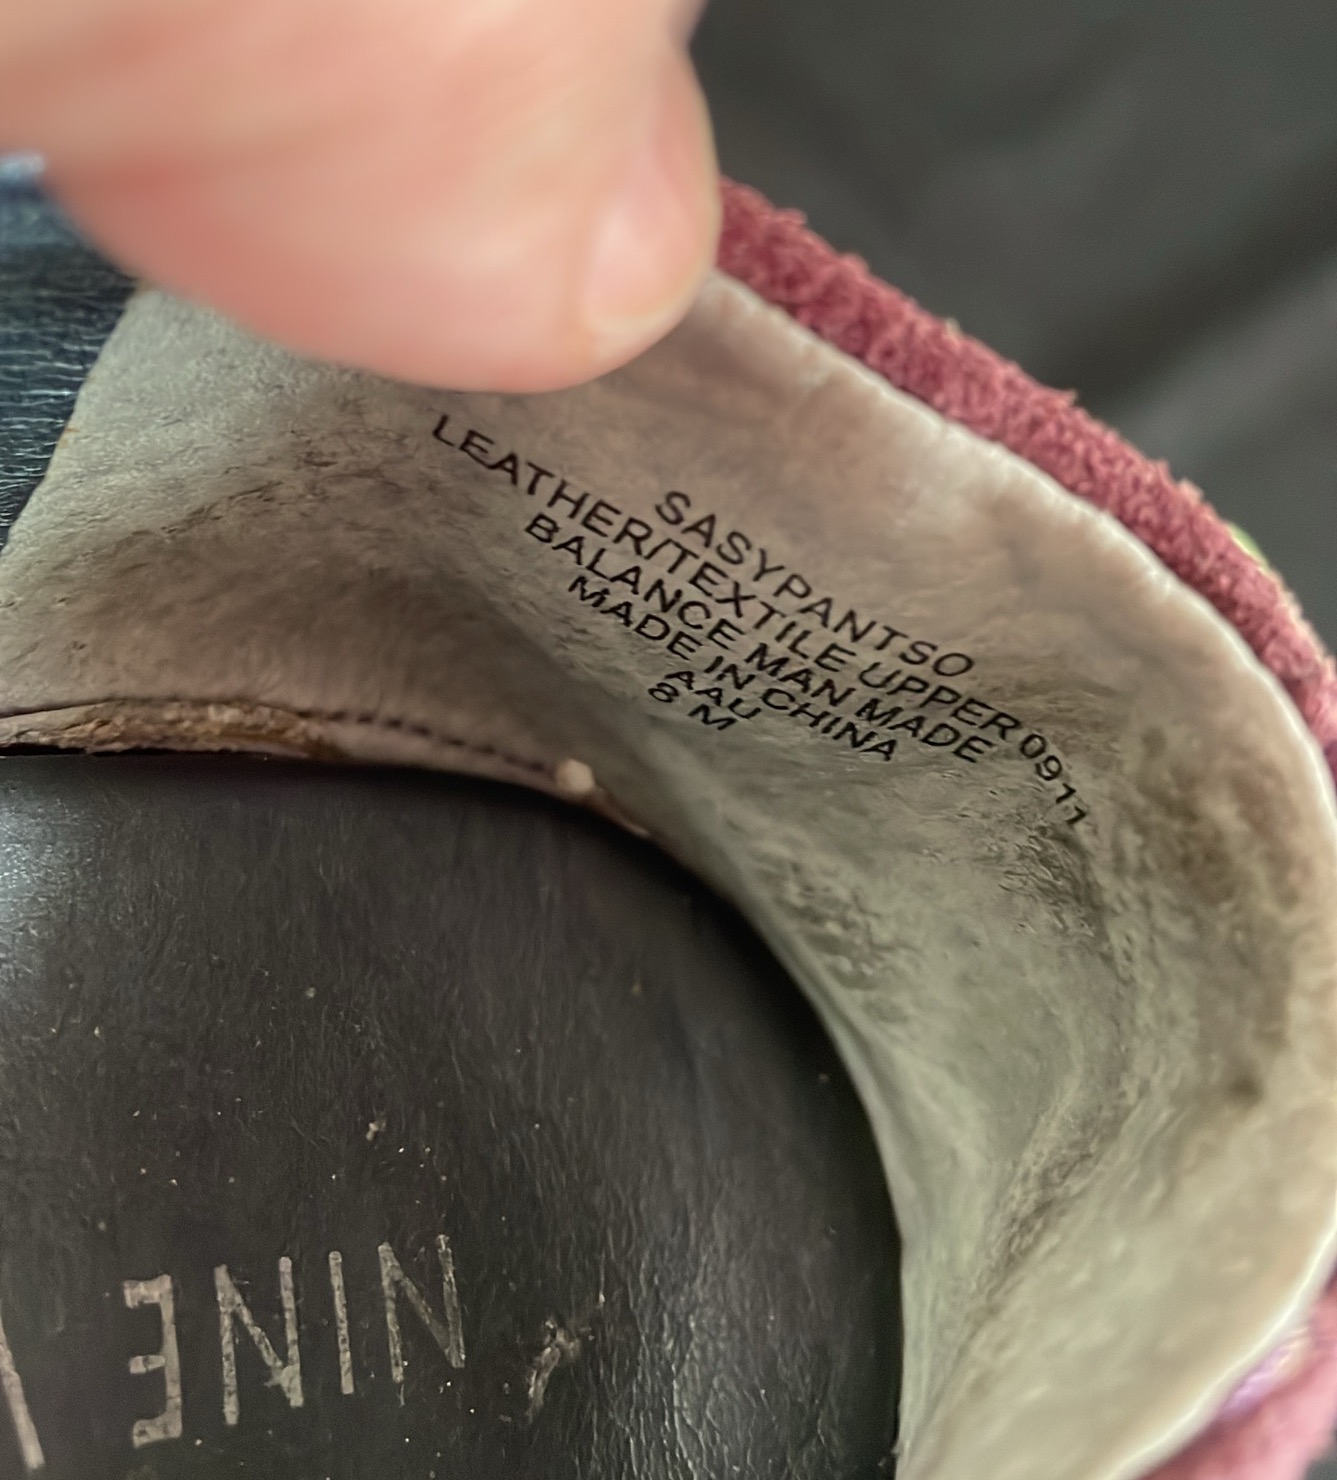 SASYPANTSO
LEATHER/TEXTILE UPPER 0911
BALANCE MAN MADE
MADE IN CHINA
AAU
8 M
NINE